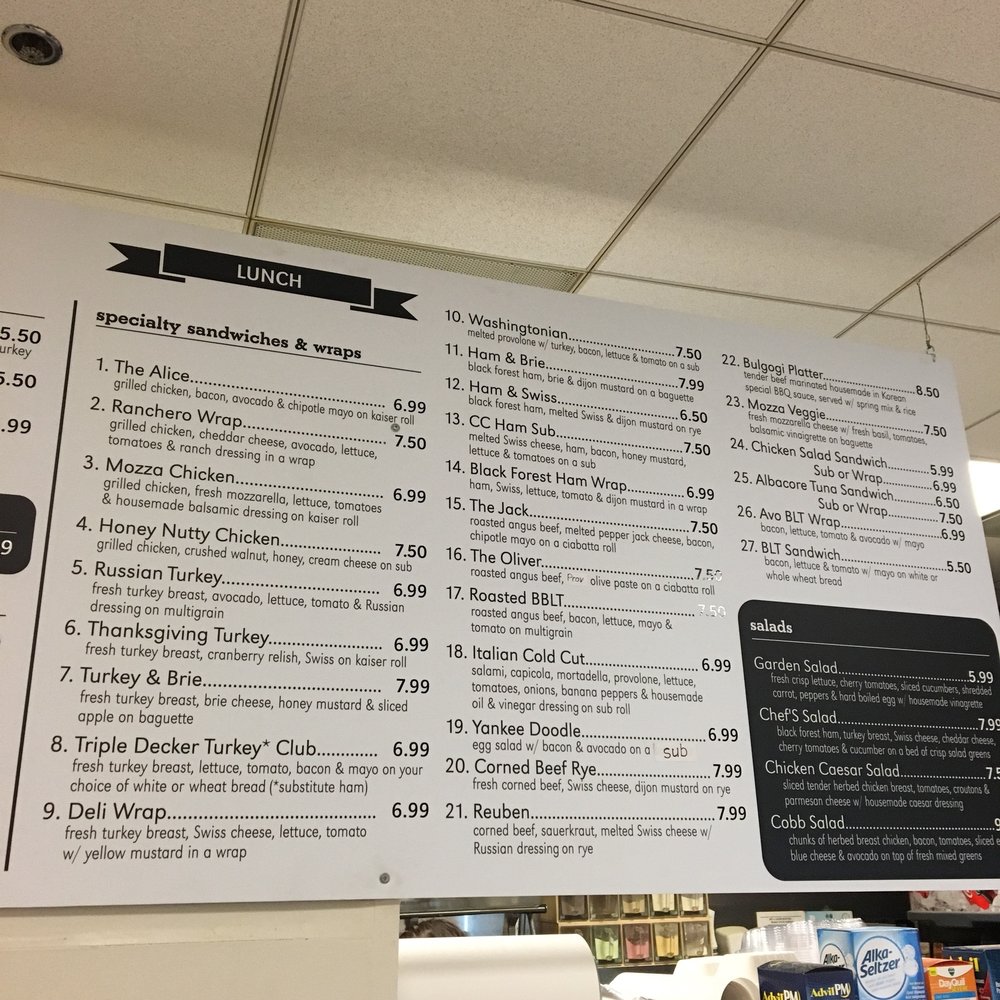 5.50
urkey
5.50
.99
9
LUNCH
specialty sandwiches & wraps
1. The Alice 6.99
grilled chicken, bacon, avocado & chipotle mayo on kaiser roll
2. Ranchero Wrap 7.50
grilled chicken, cheddar cheese, avocado, lettuce,
tomatoes & ranch dressing in a wrap
3. Mozza Chicken 6.99
grilled chicken, fresh mozzarella, lettuce, tomatoes
& housemade balsamic dressing on kaiser roll
4. Honey Nutty Chicken 7.50
grilled chicken, crushed walnut, honey, cream cheese on sub
5. Russian Turkey 6.99
fresh turkey breast, avocado, lettuce, tomato & Russian
dressing on multigrain
6. Thanksgiving Turkey 6.99
fresh turkey breast, cranberry relish, Swiss on kaiser roll
7. Turkey & Brie 7.99
fresh turkey breast, brie cheese, honey mustard & sliced
apple on baguette
8. Triple Decker Turkey* Club 6.99
fresh turkey breast, lettuce, tomato, bacon & mayo on your
choice of white or wheat bread (*substitute ham)
9. Deli Wrap 6.99
fresh turkey breast, Swiss cheese, lettuce, tomato
w/ yellow mustard in a wrap
10. Washingtonian 7.50
melted provolone w/ turkey, bacon, lettuce & tomato on a sub
11. Ham & Brie 7.99
black forest ham, brie & dijon mustard on a baguette
12. Ham & Swiss 6.50
black forest ham, melted Swiss & dijon mustard on rye
13. CC Ham Sub 7.50
melted Swiss cheese, ham, bacon, honey mustard,
lettuce & tomatoes on a sub
14. Black Forest Ham Wrap 6.99
ham, Swiss, lettuce, tomato & dijon mustard in a wrap
15. The Jack 7.50
roasted angus beef, melted pepper jack cheese, bacon,
chipotle mayo on a ciabatta roll
16. The Oliver 7.50
roasted angus beef, Prov olive paste on a ciabatta roll
17. Roasted BBLT 7.50
roasted angus beef, bacon, lettuce, mayo &
tomato on multigrain
18. Italian Cold Cut 6.99
salami, capicola, mortadella, provolone, lettuce,
tomatoes, onions, banana peppers & housemade
oil & vinegar dressing on sub roll
19. Yankee Doodle 6.99
egg salad w/ bacon & avocado on a sub
20. Corned Beef Rye 7.99
fresh corned beef, Swiss cheese, dijon mustard on rye
21. Reuben 7.99
corned beef, sauerkraut, melted Swiss cheese w/
Russian dressing on rye
22. Bulgogi Platter 8.50
tender beef marinated housemade in Korean
special BBQ sauce, served w/ spring mix & rice
23. Mozza Veggie 7.50
fresh mozzarella cheese w/ fresh basil, tomatoes,
balsamic vinaigrette on baguette
24. Chicken Salad Sandwich 5.99
Sub or Wrap 6.99
25. Albacore Tuna Sandwich 6.50
Sub or Wrap 7.50
26. Avo BLT Wrap 6.99
bacon, lettuce, tomato & avocado w/ mayo
27. BLT Sandwich 5.50
bacon, lettuce & tomato w/ mayo on white or
whole wheat bread
salads
Garden Salad 5.99
fresh crisp lettuce, cherry tomatoes, sliced cucumbers, shredded
carrot, peppers & hard boiled egg w/ housemade vinagrette
Chef'S Salad 7.99
black forest ham, turkey breast, Swiss cheese, cheddar cheese,
cherry tomatoes & cucumber on a bed of crisp salad greens
Chicken Caesar Salad 7.5
sliced tender herbed chicken breast, tomatoes, croutons &
parmesan cheese w/ housemade caesar dressing
Cobb Salad
chunks of herbed breast chicken, bacon, tomatoes, sliced e
blue cheese & avocado on top of fresh mixed greens
Alka-
Seltzer
Alka-
Seltzer
Advil PM
Advil PM
DayQuil